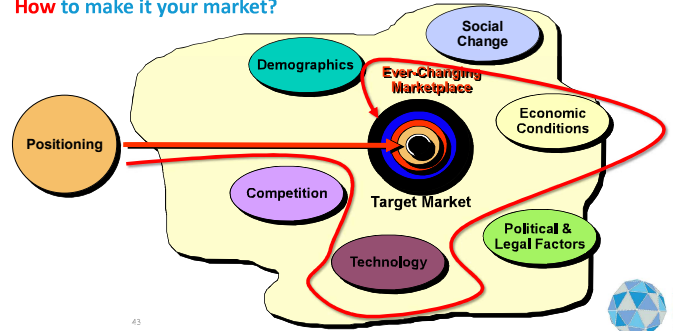 How to make it your market?
Social
Change
Demographics
Ever-Changing
Marketplace
Economic
Conditions
Positioning
Competition
Target Market
Political &
Legal Factors
Technology
43